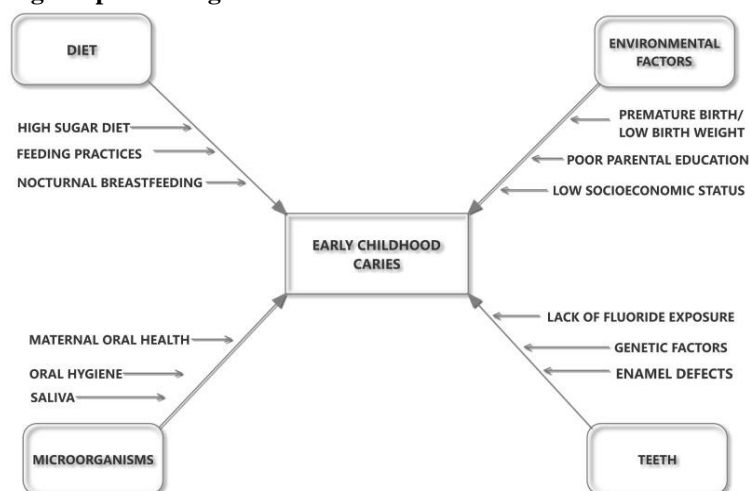 DIET
ENVIRONMENTAL
FACTORS
HIGH SUGAR DIET
FEEDING PRACTICES
NOCTURNAL BREASTFEEDING
PREMATURE BIRTH/
LOW BIRTH WEIGHT
POOR PARENTAL EDUCATION
LOW SOCIOECONOMIC STATUS
EARLY CHILDHOOD
CARIES
MATERNAL ORAL HEALTH
ORAL HYGIENE
SALIVA
LACK OF FLUORIDE EXPOSURE
GENETIC FACTORS
ENAMEL DEFECTS
MICROORGANISMS
TEETH